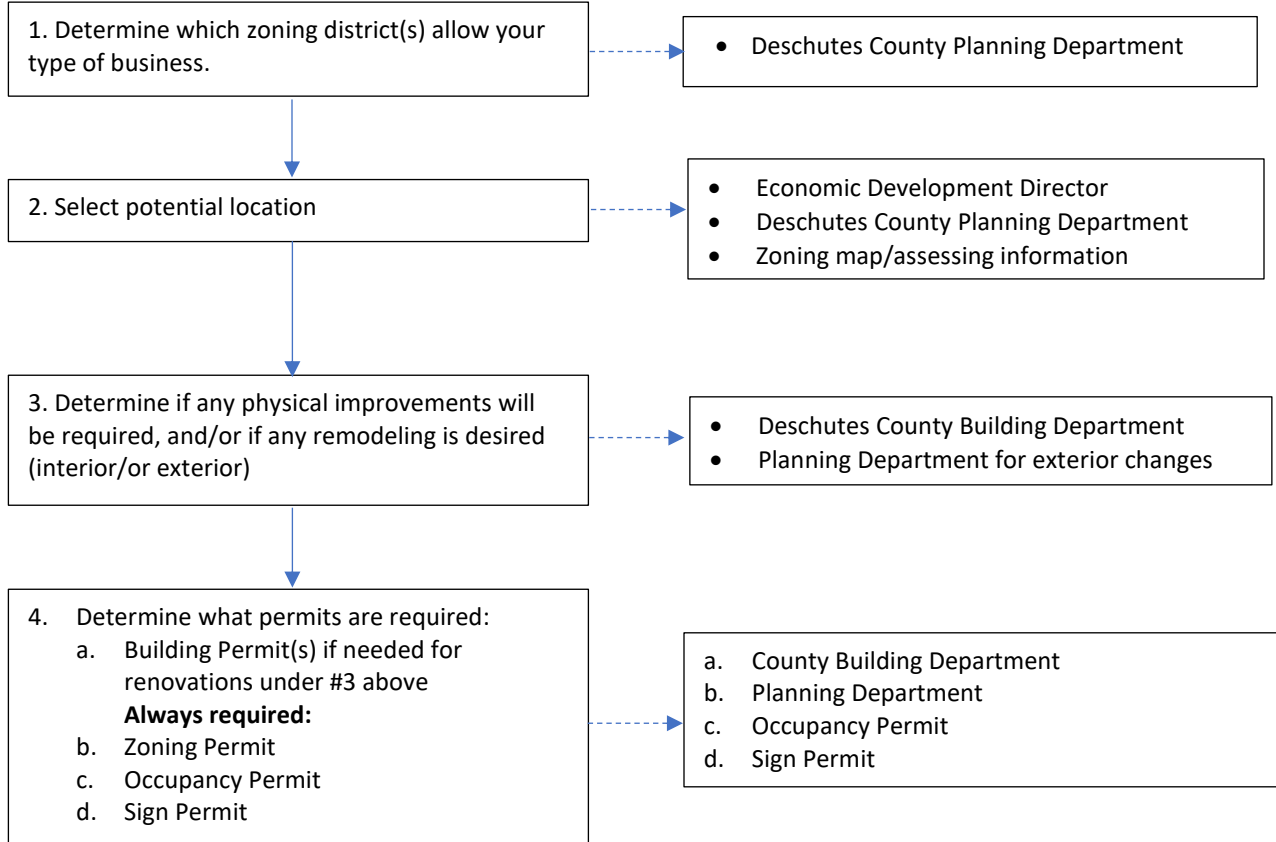 1. Determine which zoning district(s) allow your
type of business.
• Deschutes County Planning Department
2. Select potential location
• Economic Development Director
• Deschutes County Planning Department
• Zoning map/assessing information
3. Determine if any physical improvements will
be required, and/or if any remodeling is desired
(interior/or exterior)
• Deschutes County Building Department
• Planning Department for exterior changes
4. Determine what permits are required:
a. Building Permit(s) if needed for
renovations under #3 above
Always required:
b. Zoning Permit
c. Occupancy Permit
d. Sign Permit
a. County Building Department
b. Planning Department
c. Occupancy Permit
d. Sign Permit